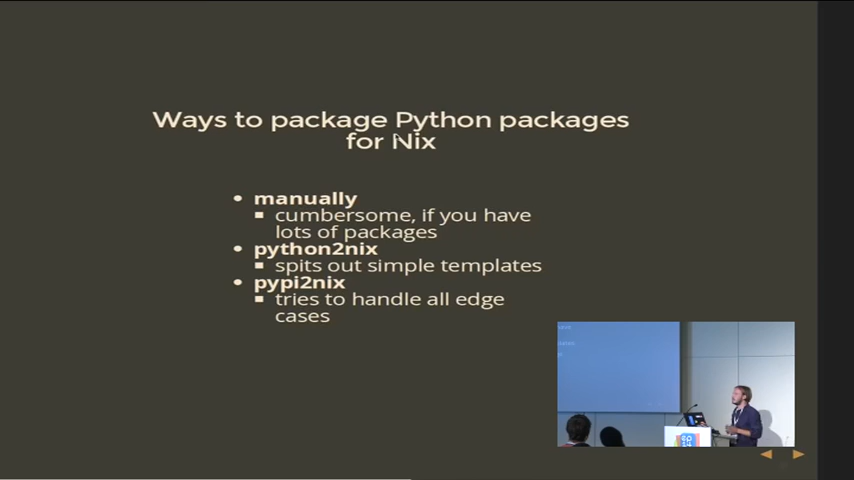 Ways to package Python packages
for Nix
• manually
▪ cumbersome, if you have
lots of packages
• python2nix
▪ spits out simple templates
• pypi2nix
▪ tries to handle all edge
cases